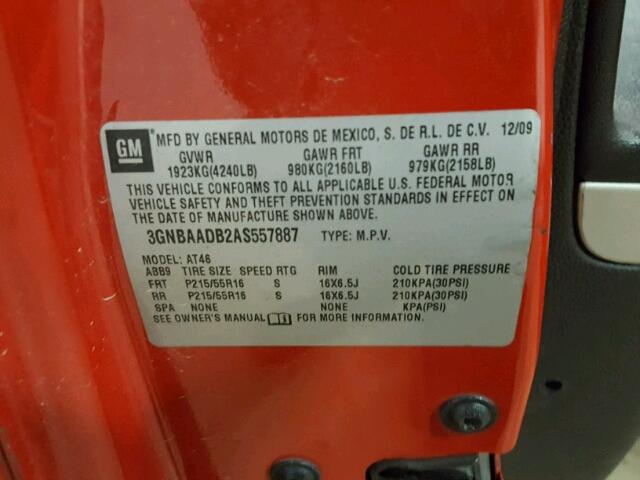 GM MFD BY GENERAL MOTORS DE MEXICO, S. DE R.L. DE C.V. 12/09
GVWR GAWR FRT GAWR RR
1923KG(4240LB) 980KG(2160LB) 979KG(2158LB)
THIS VEHICLE CONFORMS TO ALL APPLICABLE U.S. FEDERAL MOTOR
VEHICLE SAFETY AND THEFT PREVENTION STANDARDS IN EFFECT ON
THE DATE OF MANUFACTURE SHOWN ABOVE.
3GNBAADB2AS557887 TYPE: M.P.V.
MODEL: AT46
ABB9 TIRE SIZE SPEED RTG RIM COLD TIRE PRESSURE
FRT P215/55R16 S 16X6.5J 210KPA(30PSI)
RR P215/55R16 S 16X6.5J 210KPA(30PSI)
SPA NONE NONE KPA(PSI)
SEE OWNER'S MANUAL FOR MORE INFORMATION.